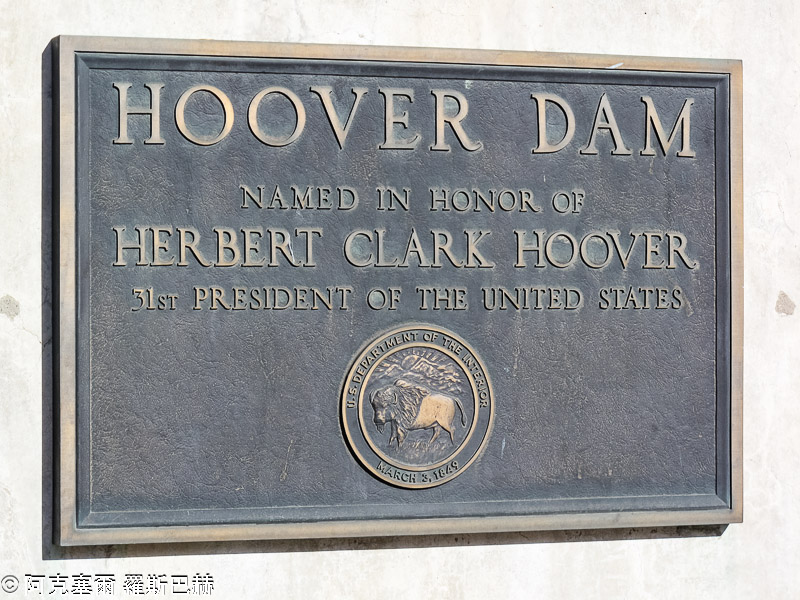 HOOVER DAM
NAMED IN HONOR OF
HERBERT CLARK HOOVER
31ST PRESIDENT OF THE UNITED STATES
U.S. DEPARTMENT OF THE INTERIOR
MARCH 3, 1849
© 阿克塞爾 羅斯巴赫